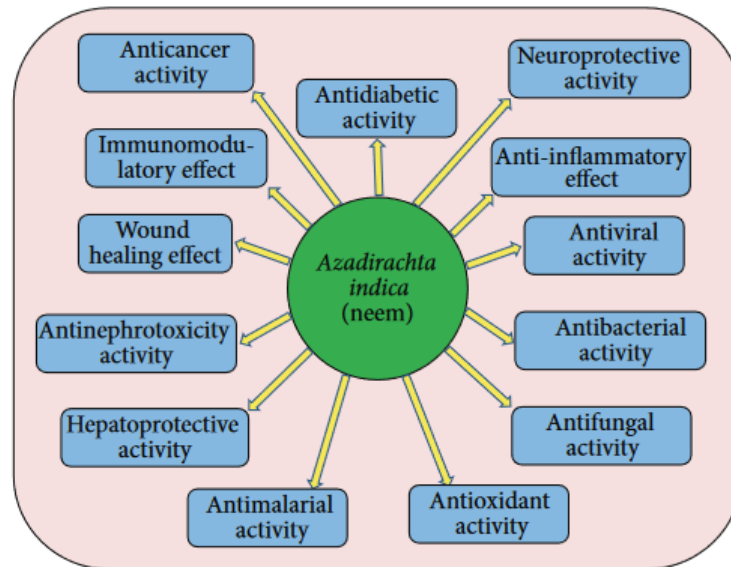 Anticancer
activity
Antidiabetic
activity
Neuroprotective
activity
Immunomodu-
latory effect
Anti-inflammatory
effect
Wound
healing effect
Azadirachta
indica
(neem)
Antiviral
activity
Antinephrotoxicity
activity
Antibacterial
activity
Hepatoprotective
activity
Antifungal
activity
Antimalarial
activity
Antioxidant
activity